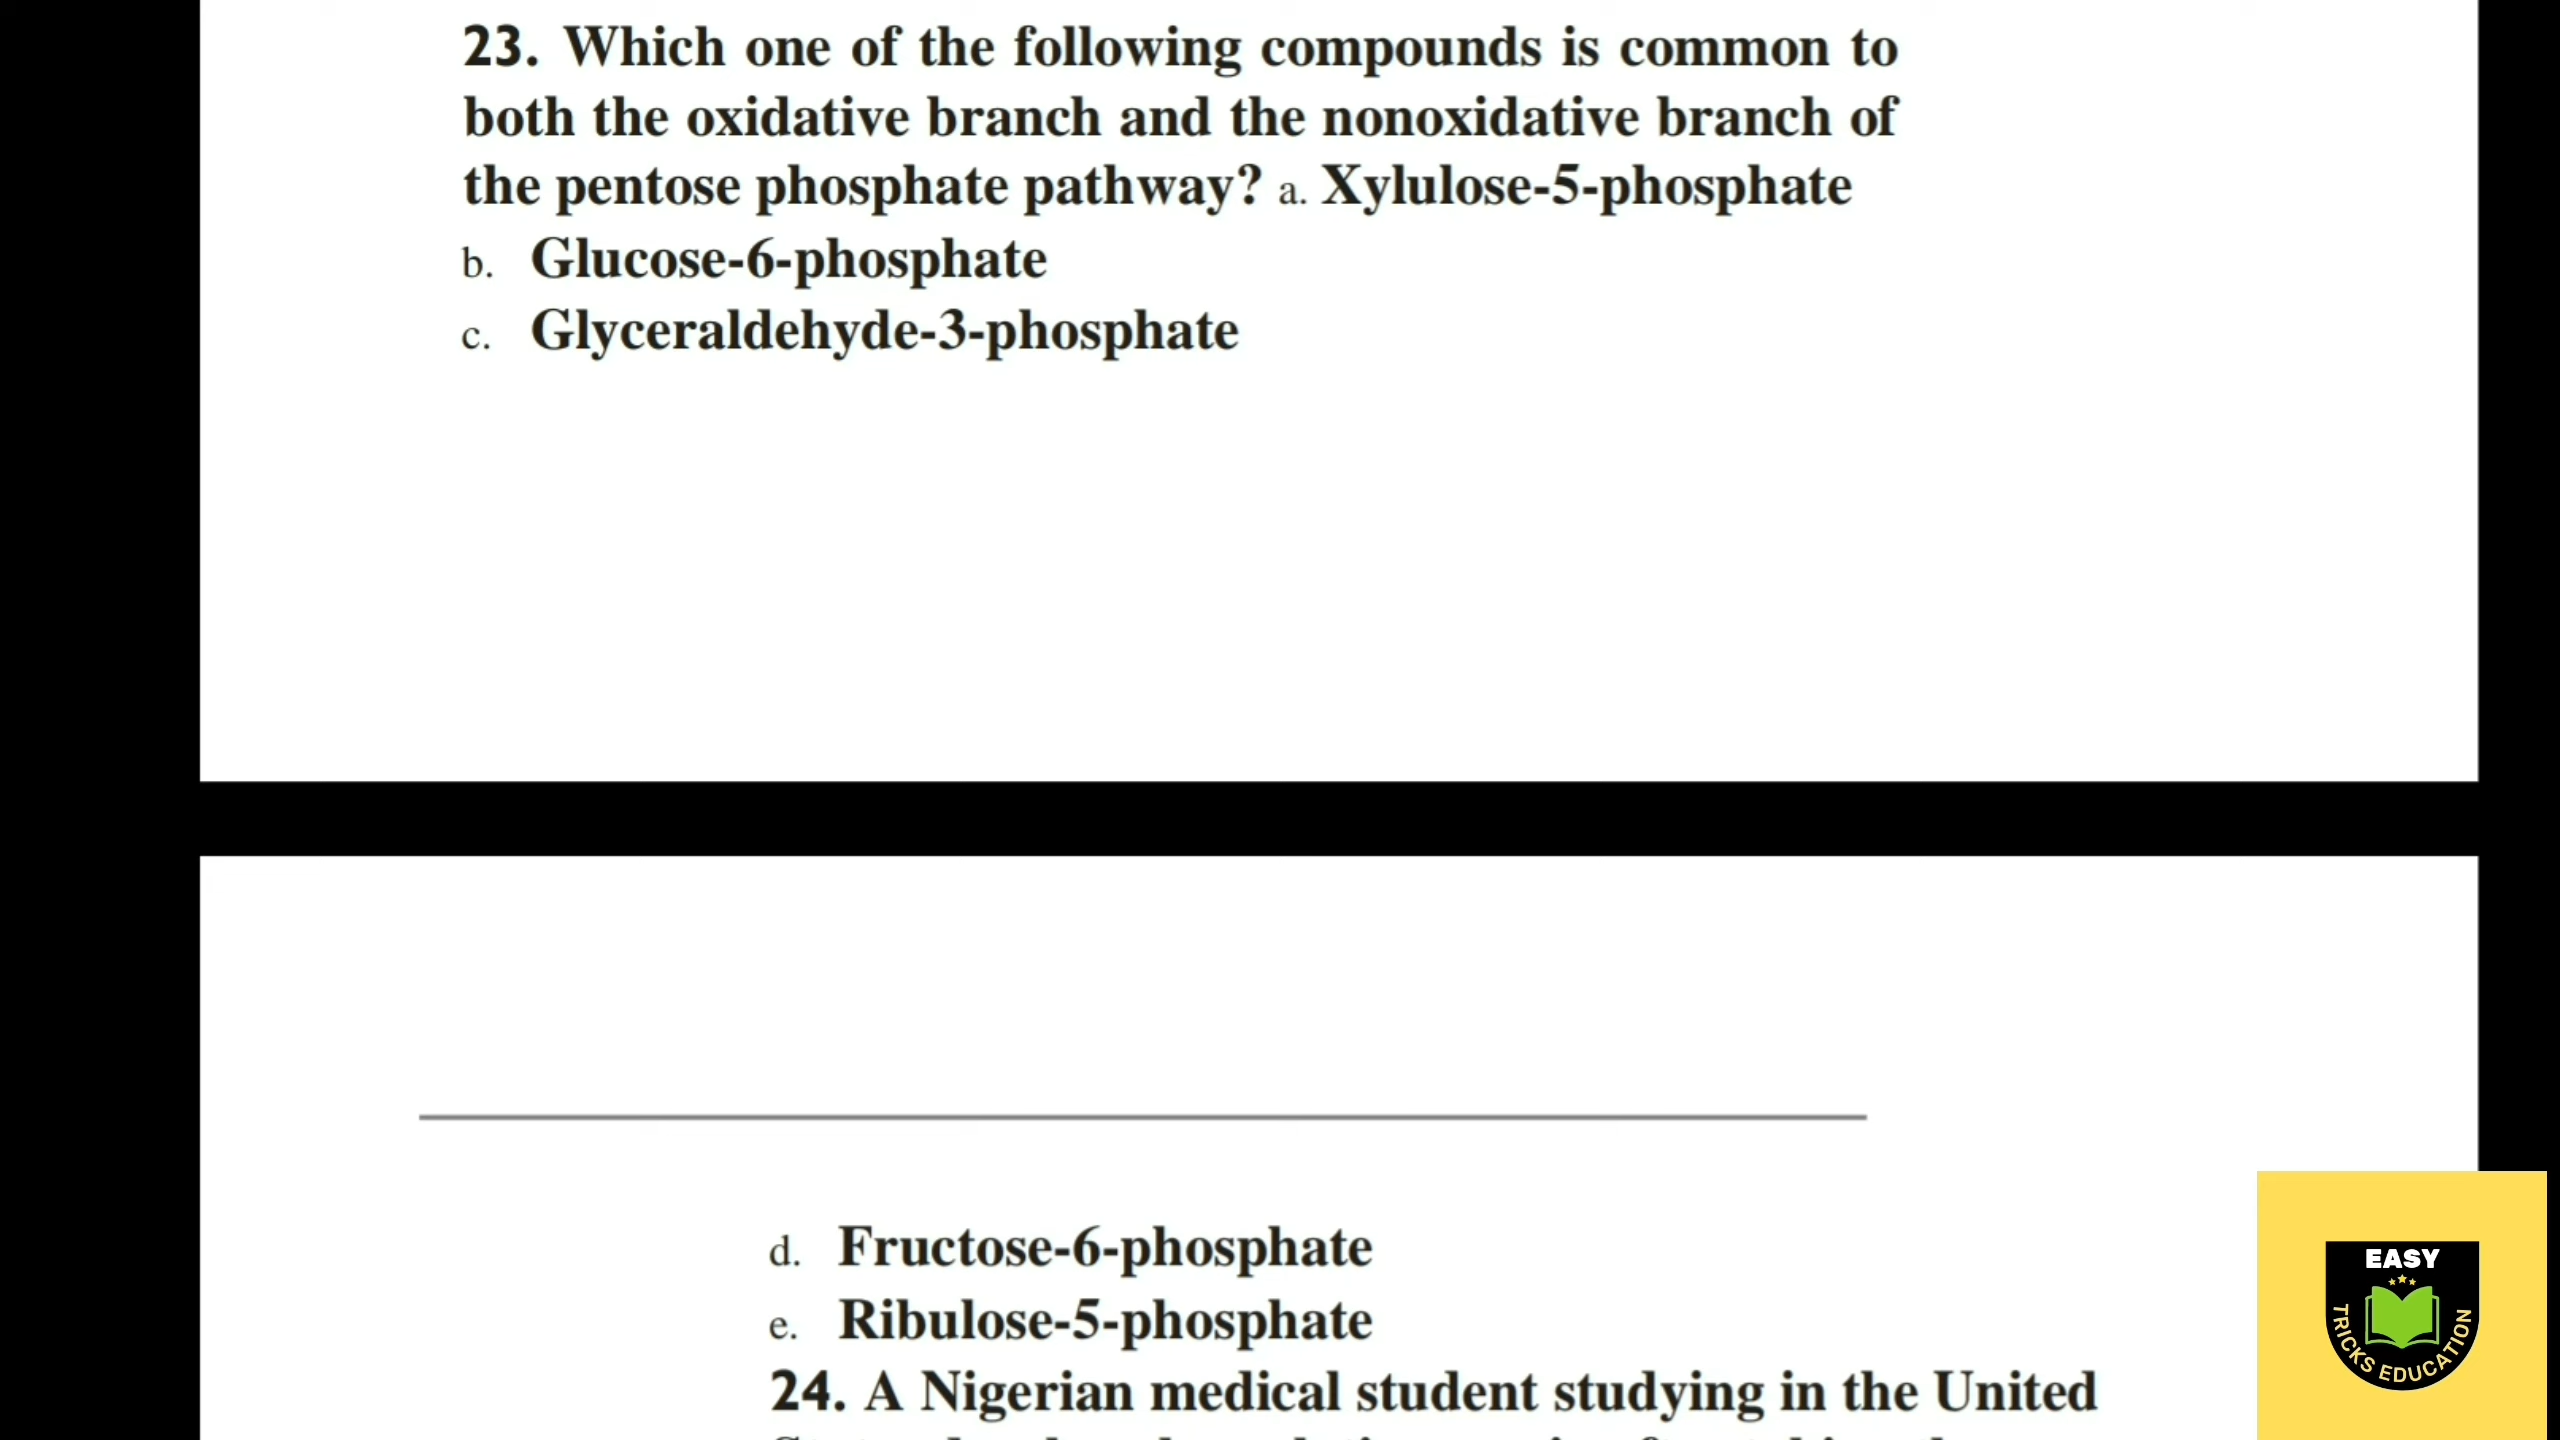 23. Which one of the following compounds is common to
both the oxidative branch and the nonoxidative branch of
the pentose phosphate pathway? a. Xylulose-5-phosphate
b. Glucose-6-phosphate
c. Glyceraldehyde-3-phosphate
d. Fructose-6-phosphate
e. Ribulose-5-phosphate
24. A Nigerian medical student studying in the United
EASY
TRICKS EDUCATION